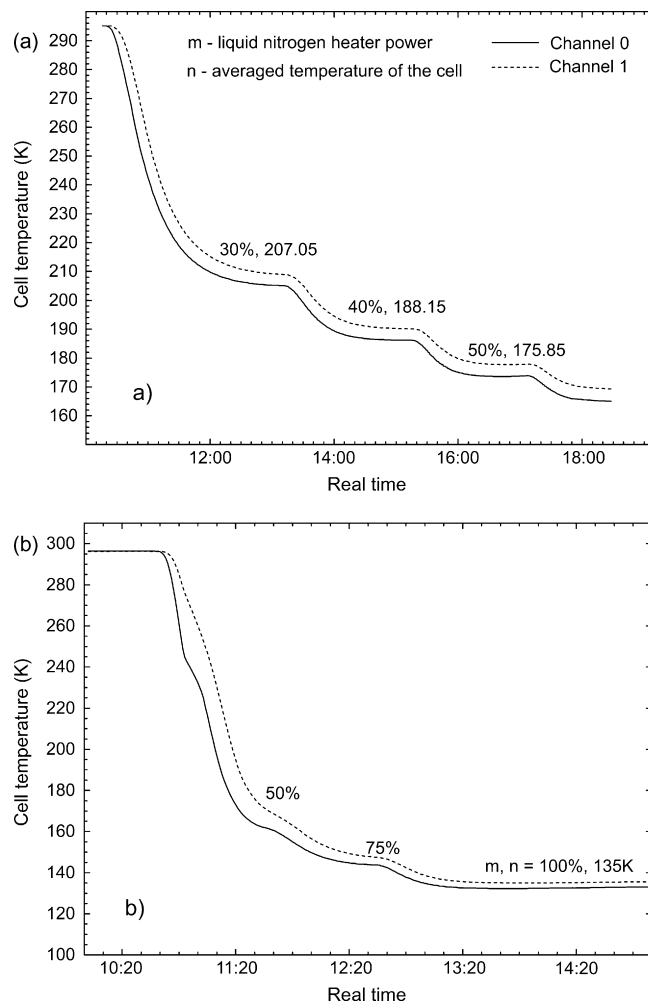 (a)
m - liquid nitrogen heater power
n - averaged temperature of the cell
Channel 0
Channel 1
290
280
270
260
250
240
230
220
210
200
190
180
170
160
Cell temperature (K)
30%, 207.05
40%, 188.15
50%, 175.85
a)
12:00 14:00 16:00 18:00
Real time
(b)
300
280
260
240
220
200
180
160
140
120
100
Cell temperature (K)
50%
75%
m, n = 100%, 135K
b)
10:20 11:20 12:20 13:20 14:20
Real time